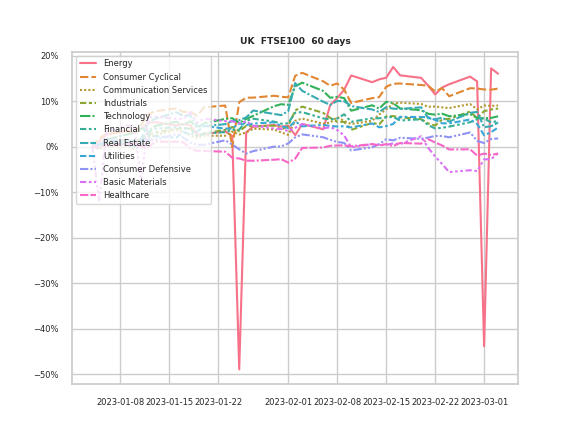 UK  FTSE100  60 days
20%
10%
0%
−10%
−20%
−30%
−40%
−50%
Energy
Consumer Cyclical
Communication Services
Industrials
Technology
Financial
Real Estate
Utilities
Consumer Defensive
Basic Materials
Healthcare
2023-01-08 2023-01-15 2023-01-22 2023-02-01 2023-02-08 2023-02-15 2023-02-22 2023-03-01